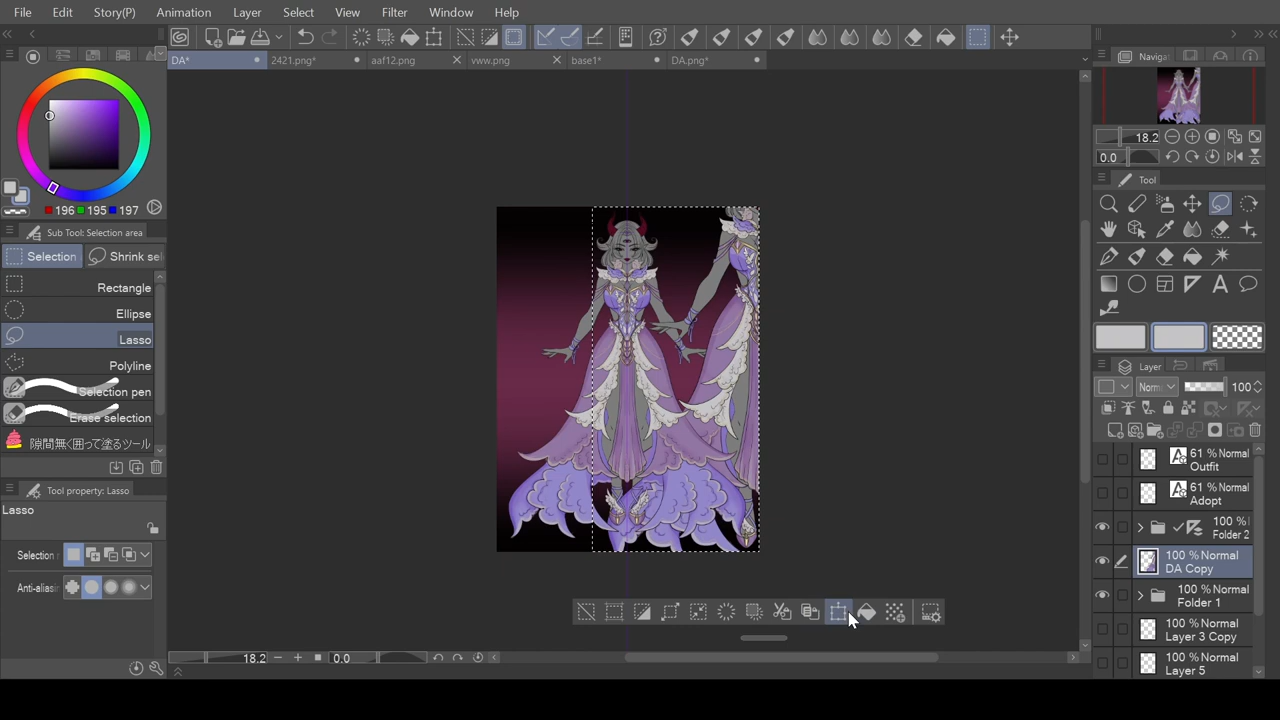 File Edit Story(P) Animation Layer Select View Filter Window Help
DA* 2421.png* aaf12.png www.png base1* DA.png*
Naviga
18.2
0.0
Tool
196 195 197
Sub Tool: Selection area
Selection Shrink sel
Rectangle
Ellipse
Lasso
Polyline
Selection pen
Erase selection
隙間無く囲って塗るツール
Tool property: Lasso
Lasso
Selection
Anti-alias
Layer
Norm 100
61 % Normal
Outfit
61 % Normal
Adopt
100 %
Folder 2
100 % Normal
DA Copy
100 % Normal
Folder 1
100 % Normal
Layer 3 Copy
100 % Normal
Layer 5
18.2 0.0